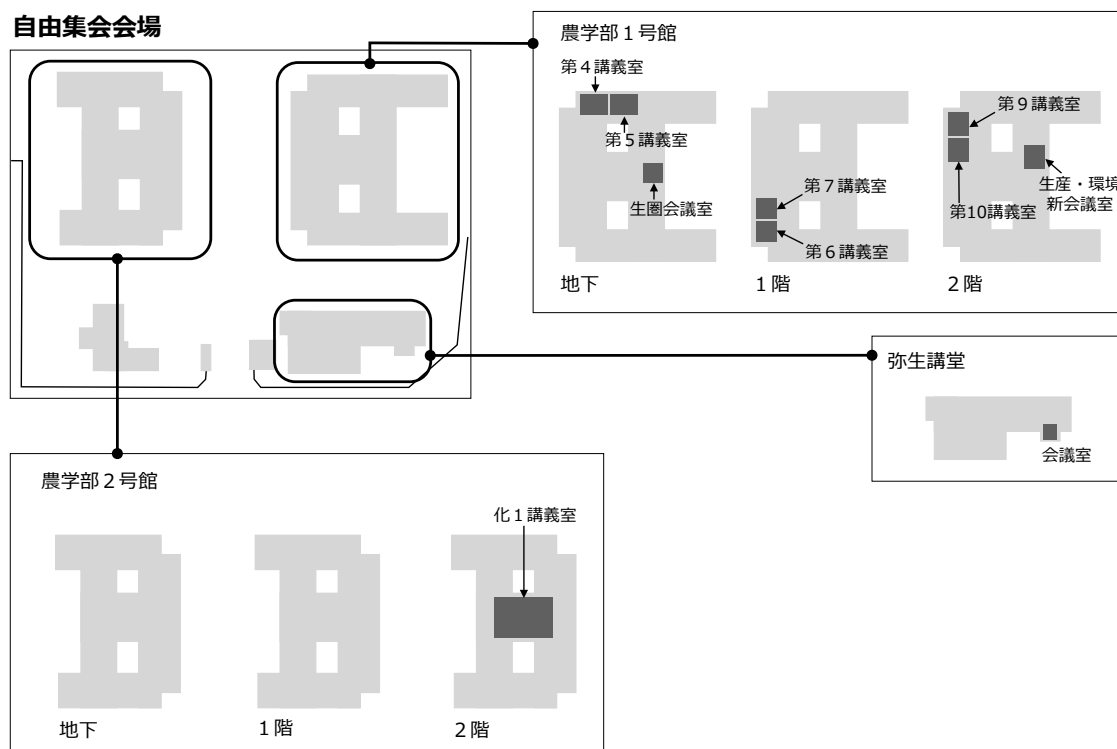 自由集会会場
農学部１号館
第４講義室
第５講義室
生圏会議室
地下
第７講義室
第６講義室
１階
第９講義室
第10講義室
生産・環境
新会議室
２階
弥生講堂
会議室
農学部２号館
化１講義室
地下
１階
２階